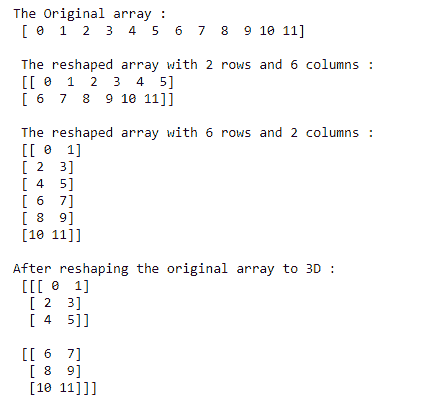 The Original array :
[ 0 1 2 3 4 5 6 7 8 9 10 11]
The reshaped array with 2 rows and 6 columns :
[[ 0 1 2 3 4 5]
[ 6 7 8 9 10 11]]
The reshaped array with 6 rows and 2 columns :
[[ 0 1]
[ 2 3]
[ 4 5]
[ 6 7]
[ 8 9]
[10 11]]
After reshaping the original array to 3D :
[[[ 0 1]
[ 2 3]
[ 4 5]]
[[ 6 7]
[ 8 9]
[10 11]]]